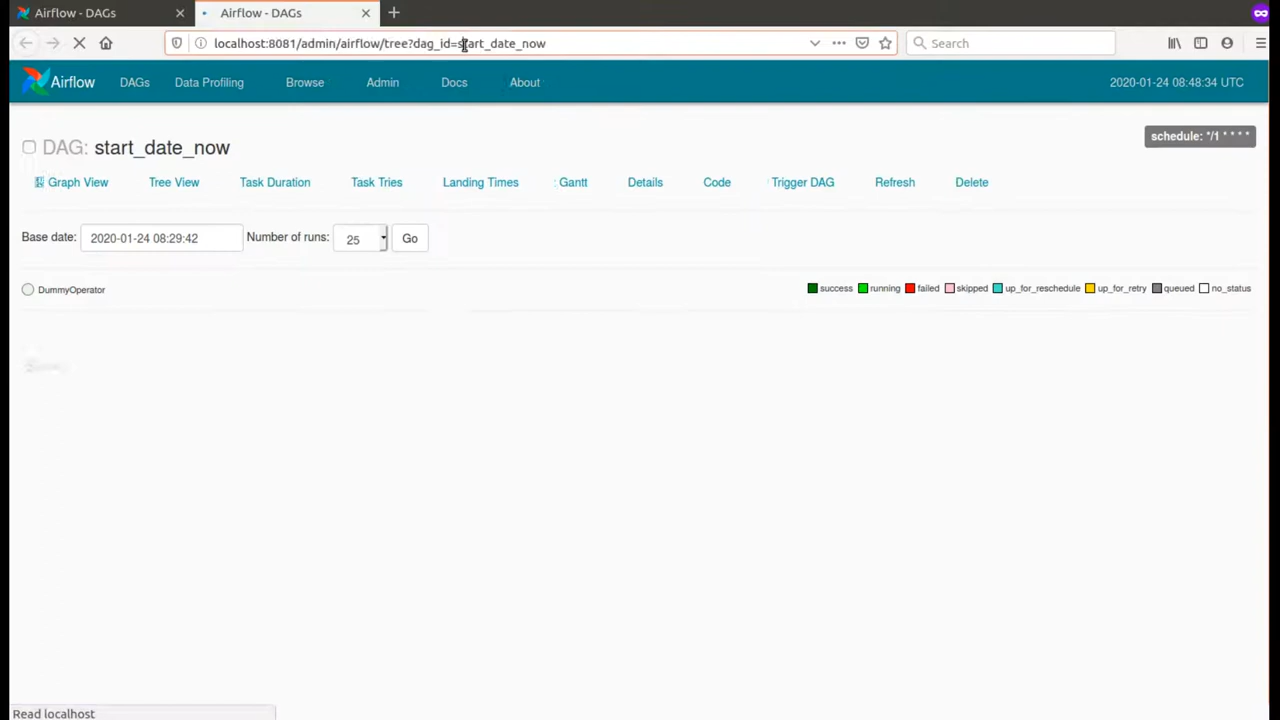 Airflow - DAGs
Airflow - DAGs
localhost:8081/admin/airflow/tree?dag_id=start_date_now
Search
Airflow DAGs Data Profiling Browse Admin Docs About 2020-01-24 08:48:34 UTC
DAG: start_date_now
schedule: */1 * * * *
Graph View Tree View Task Duration Task Tries Landing Times Gantt Details Code Trigger DAG Refresh Delete
Base date: 2020-01-24 08:29:42 Number of runs: 25 Go
DummyOperator
success running failed skipped up_for_reschedule up_for_retry queued no_status
Read localhost